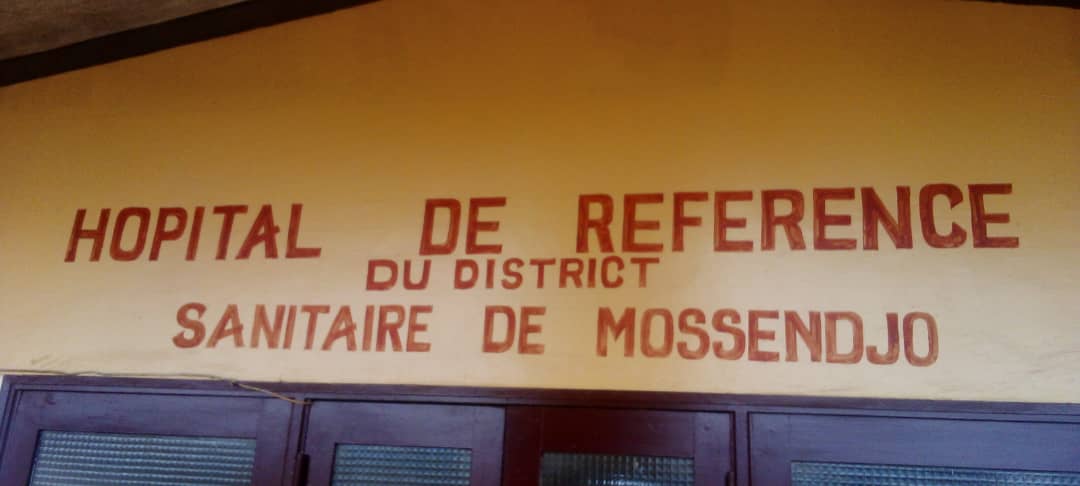 HOPITAL DE REFERENCE
DU DISTRICT
SANITAIRE DE MOSSENDJO